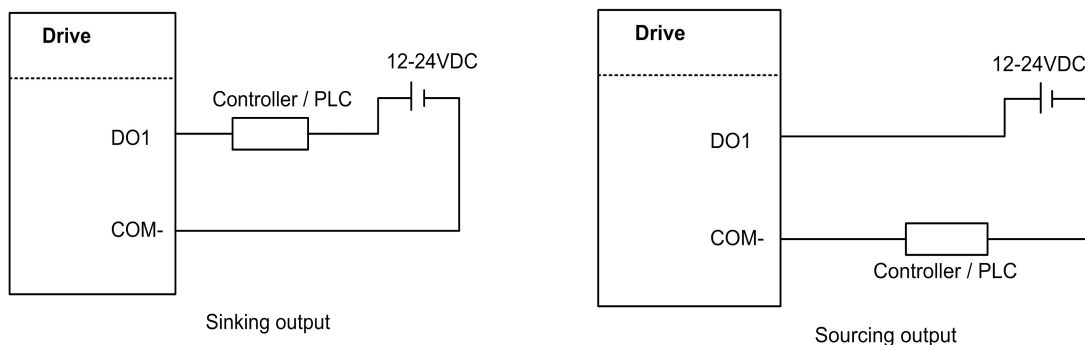 Drive
12-24VDC
Controller / PLC
DO1
COM-
Sinking output
Drive
12-24VDC
DO1
COM-
Controller / PLC
Sourcing output